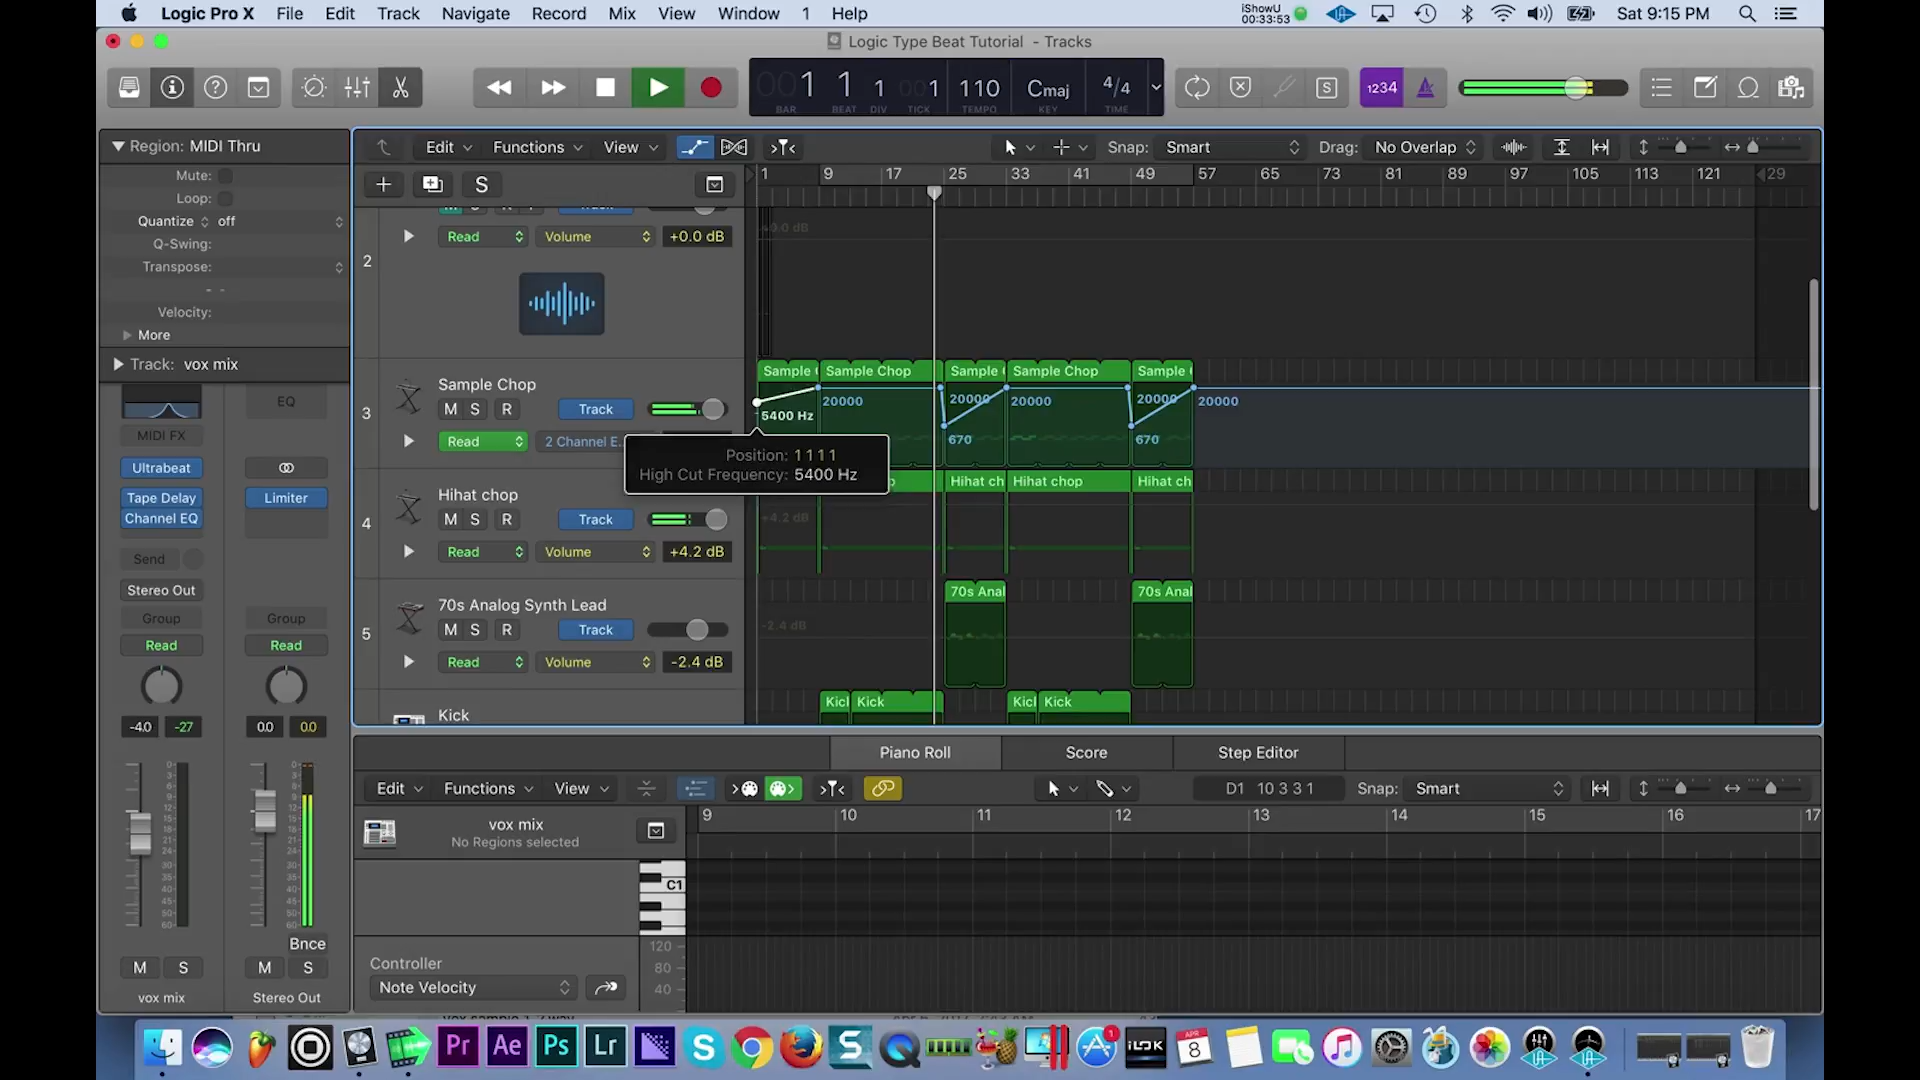 Logic Pro X File Edit Track Navigate Record Mix View Window 1 Help
iShowU 00:33:53 Sat 9:15 PM
Logic Type Beat Tutorial - Tracks
001 1 1 001 110 Cmaj 4/4
BAR BEAT DIV TICK TEMPO KEY TIME
S 1234
Region: MIDI Thru
Mute:
Loop:
Quantize off
Q-Swing:
Transpose:
- -
Velocity:
More
Track: vox mix
EQ
MIDI FX
Ultrabeat
Tape Delay Limiter
Channel EQ
Send
Stereo Out
Group Group
Read Read
-4.0 -27 0.0 0.0
Bnce
M S M S
vox mix Stereo Out
Edit Functions View Snap: Smart Drag: No Overlap
S
1 9 17 25 33 41 49 57 65 73 81 89 97 105 113 121 29
2
Read Volume +0.0 dB
3
Sample Chop
M S R Track
Read 2 Channel E..
Sample Sample Chop Sample Sample Chop Sample
5400 Hz 20000 20000 20000 20000 20000
670 670
Position: 1 1 1 1
High Cut Frequency: 5400 Hz
4
Hihat chop
M S R Track
Read Volume +4.2 dB
Hihat ch Hihat chop Hihat ch
+4.2 dB
5
70s Analog Synth Lead
M S R Track
Read Volume -2.4 dB
70s Anal 70s Anal
-2.4 dB
Kick
Kick Kick
Piano Roll Score Step Editor
Edit Functions View D1 10 3 3 1 Snap: Smart
vox mix
No Regions selected
9 10 11 12 13 14 15 16 17
C1
120
80
40
Controller
Note Velocity
Pr Ae Ps Lr S S iLOK APR 8 1